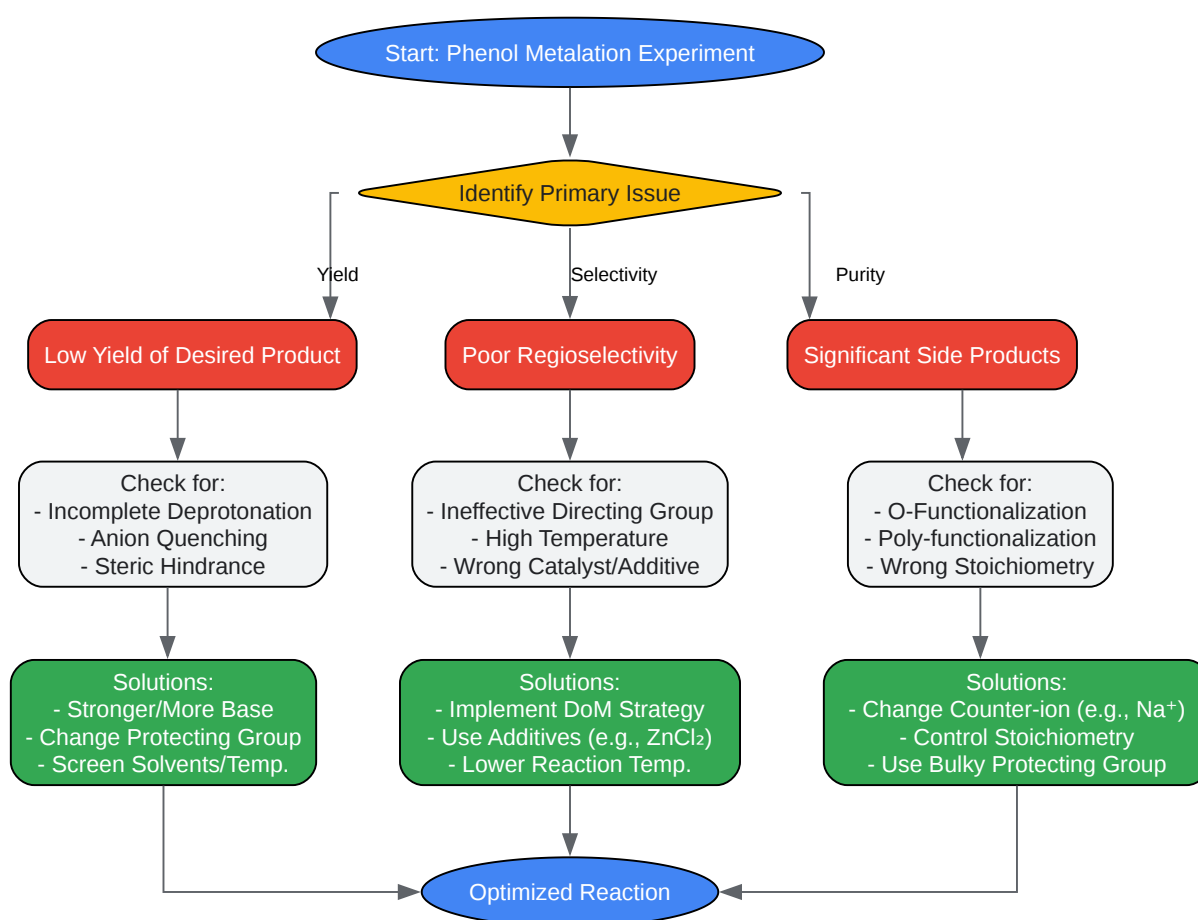 Start: Phenol Metalation Experiment
Identify Primary Issue
Yield
Selectivity
Purity
Low Yield of Desired Product
Poor Regioselectivity
Significant Side Products
Check for:
- Incomplete Deprotonation
- Anion Quenching
- Steric Hindrance
Check for:
- Ineffective Directing Group
- High Temperature
- Wrong Catalyst/Additive
Check for:
- O-Functionalization
- Poly-functionalization
- Wrong Stoichiometry
Solutions:
- Stronger/More Base
- Change Protecting Group
- Screen Solvents/Temp.
Solutions:
- Implement DoM Strategy
- Use Additives (e.g., ZnCl₂)
- Lower Reaction Temp.
Solutions:
- Change Counter-ion (e.g., Na⁺)
- Control Stoichiometry
- Use Bulky Protecting Group
Optimized Reaction